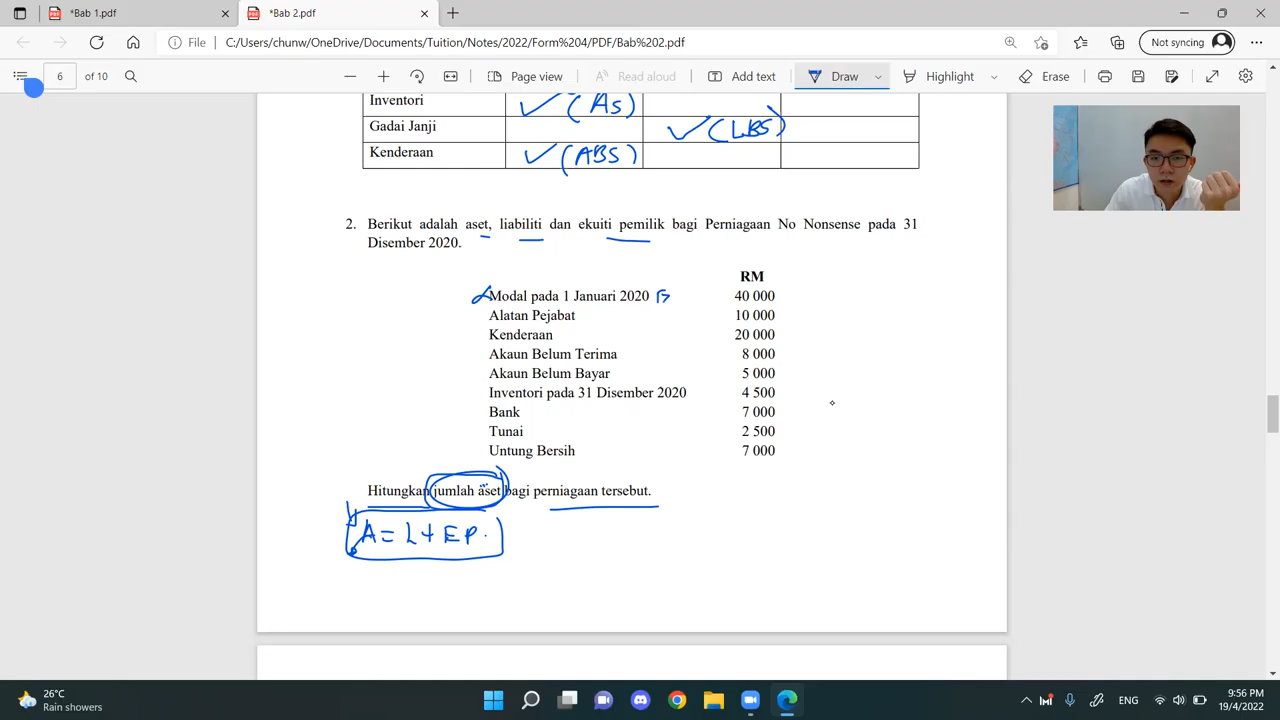 *Bab 1.pdf
*Bab 2.pdf
File
C:/Users/chunw/OneDrive/Documents/Tuition/Notes/2022/Form%204/PDF/Bab%202.pdf
Not syncing
6 of 10
Page view
Read aloud
Add text
Draw
Highlight
Erase
Inventori ✓ (AS)
Gadai Janji ✓ (LBS)
Kenderaan ✓ (ABS)
2. Berikut adalah aset, liabiliti dan ekuiti pemilik bagi Perniagaan No Nonsense pada 31
Disember 2020.
RM
Modal pada 1 Januari 2020 40 000
Alatan Pejabat 10 000
Kenderaan 20 000
Akaun Belum Terima 8 000
Akaun Belum Bayar 5 000
Inventori pada 31 Disember 2020 4 500
Bank 7 000
Tunai 2 500
Untung Bersih 7 000
Hitungkan jumlah aset bagi perniagaan tersebut.
A = L + E P.
26°C
Rain showers
ENG
9:56 PM
19/4/2022